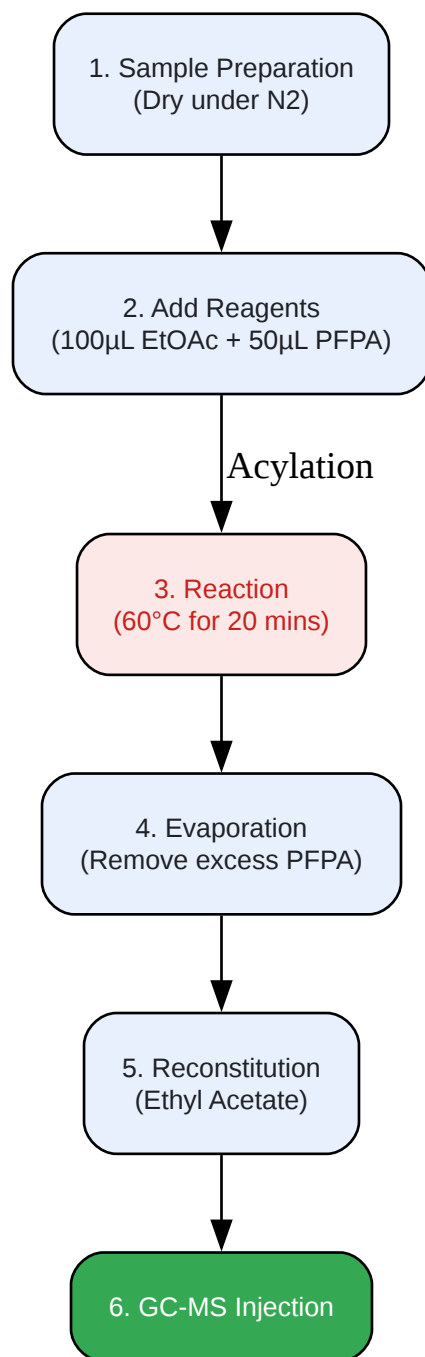 1. Sample Preparation
(Dry under N2)
2. Add Reagents
(100µL EtOAc + 50µL PFPA)
Acylation
3. Reaction
(60°C for 20 mins)
4. Evaporation
(Remove excess PFPA)
5. Reconstitution
(Ethyl Acetate)
6. GC-MS Injection